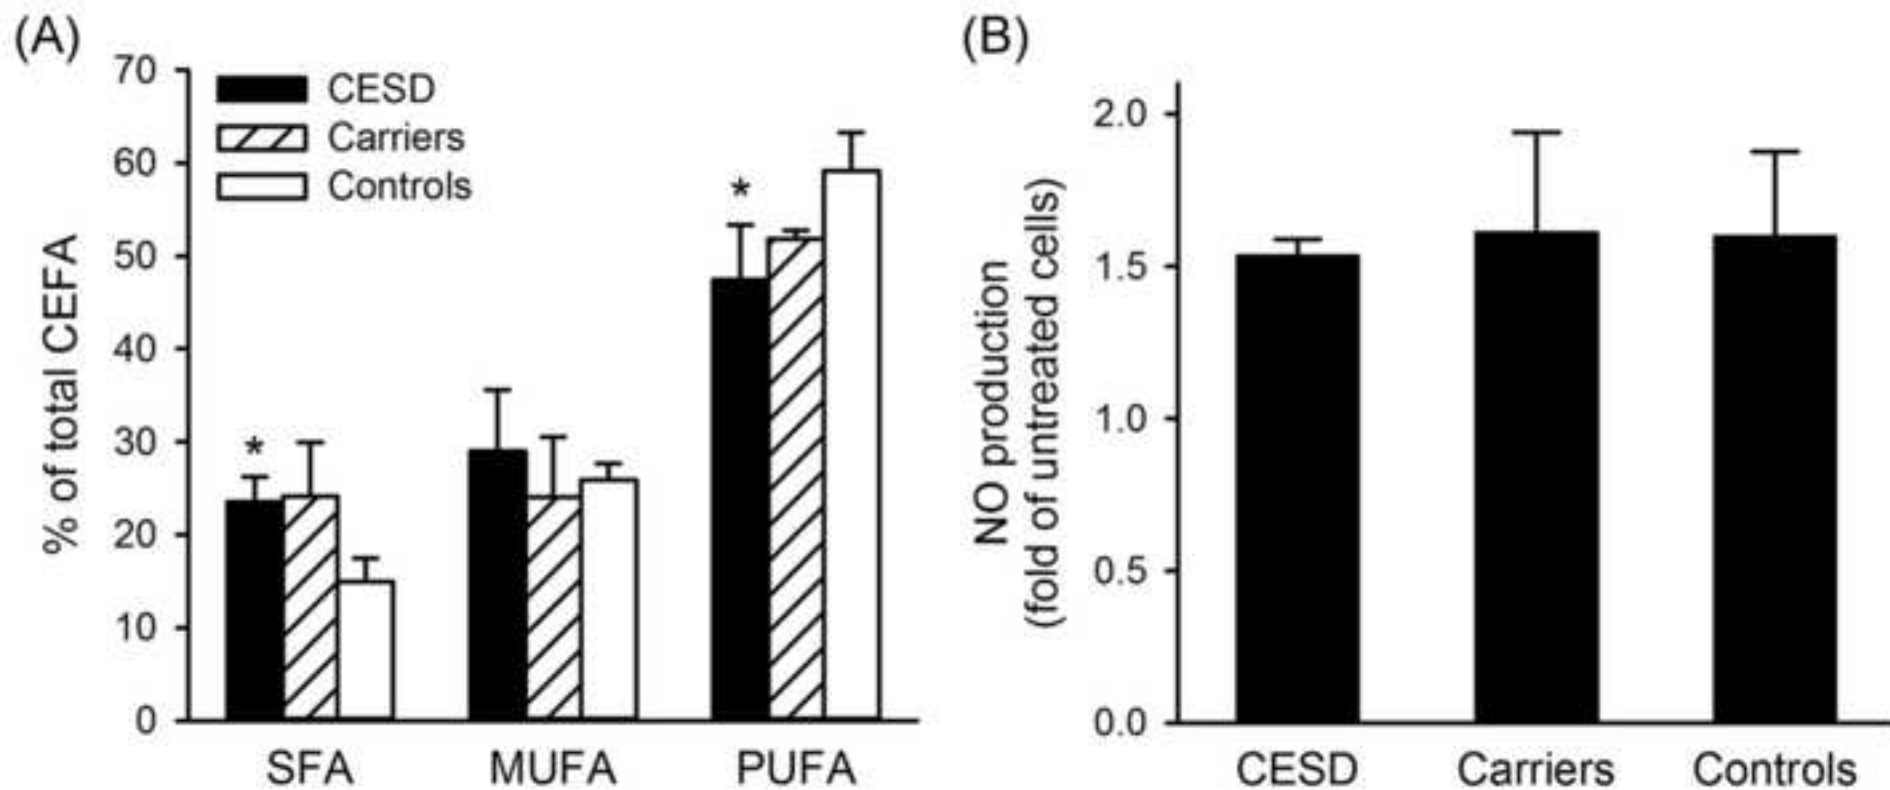 (A)
70
60
50
40
30
20
10
0
% of total CEFA
CESD
Carriers
Controls
*
*
SFA
MUFA
PUFA
(B)
2.0
1.5
1.0
0.5
0.0
NO production
(fold of untreated cells)
CESD
Carriers
Controls